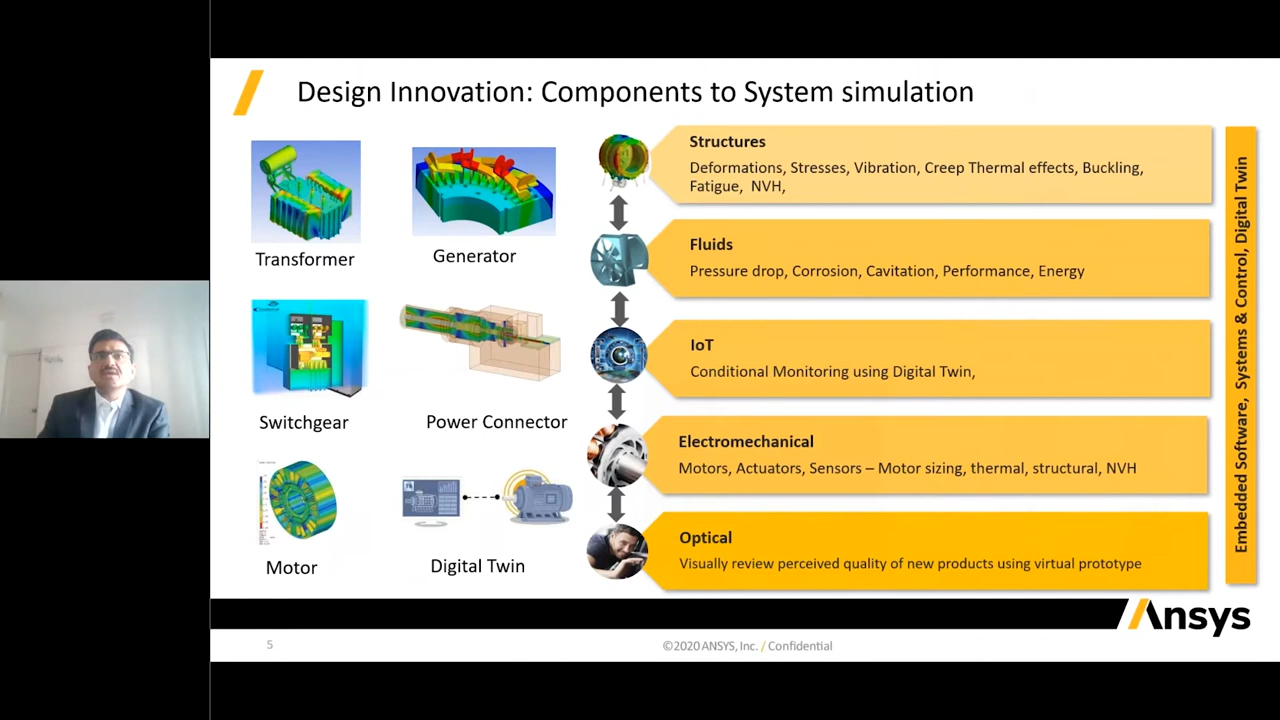 Design Innovation: Components to System simulation
Transformer
Generator
Switchgear
Power Connector
Motor
Digital Twin
Structures
Deformations, Stresses, Vibration, Creep Thermal effects, Buckling,
Fatigue, NVH,
Fluids
Pressure drop, Corrosion, Cavitation, Performance, Energy
IoT
Conditional Monitoring using Digital Twin,
Electromechanical
Motors, Actuators, Sensors – Motor sizing, thermal, structural, NVH
Optical
Visually review perceived quality of new products using virtual prototype
Embedded Software, Systems & Control, Digital Twin
Ansys
5
©2020 ANSYS, Inc. / Confidential